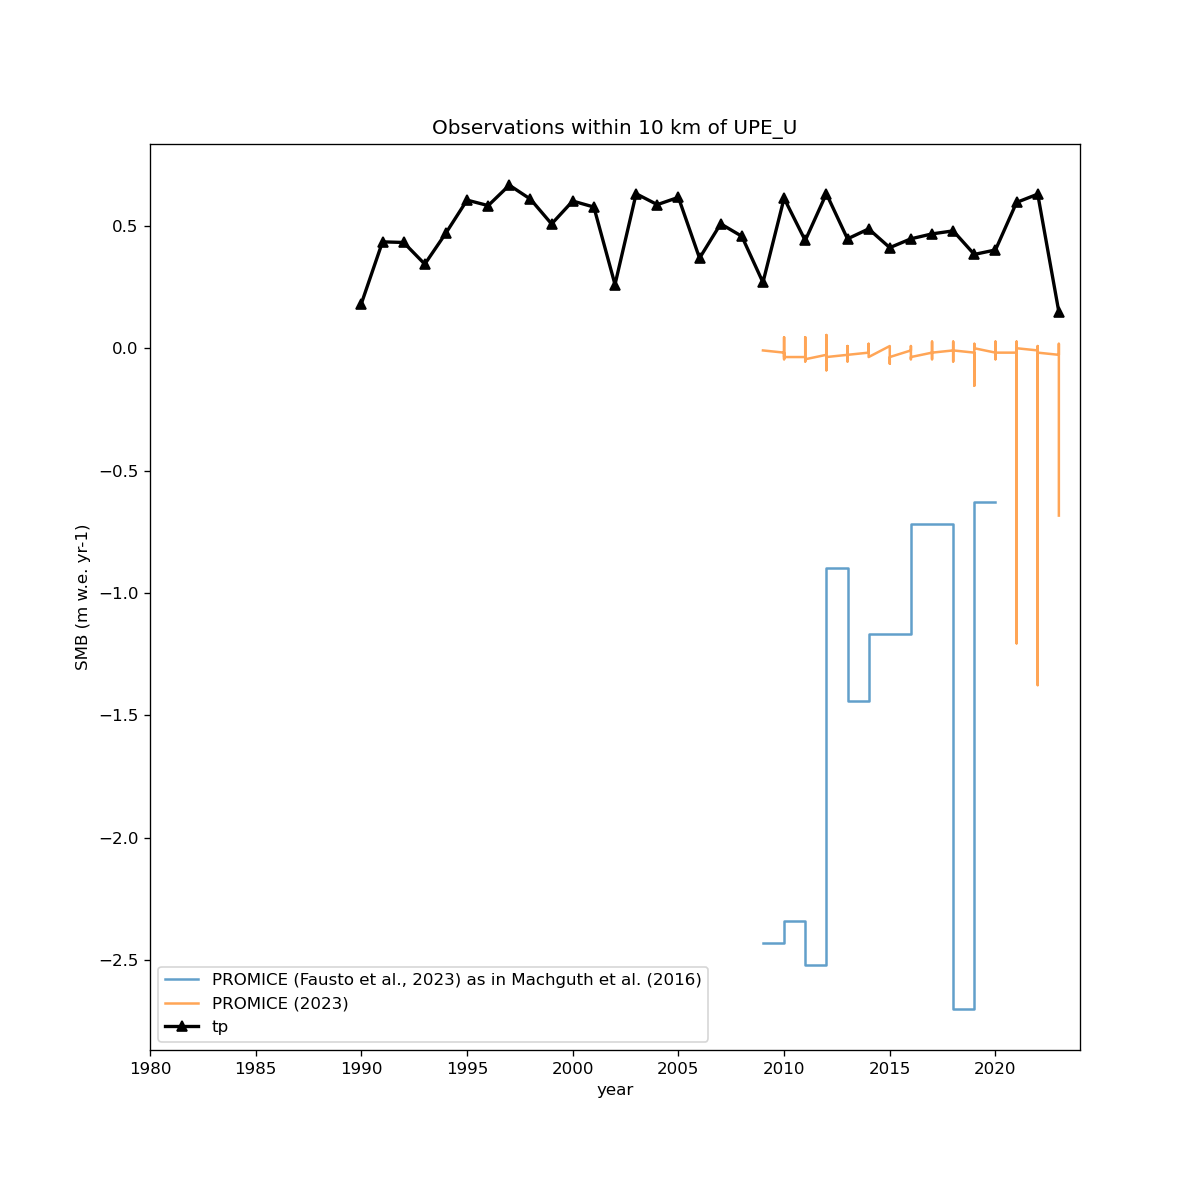 Observations within 10 km of UPE_U
SMB (m w.e. yr-1)
0.5
0.0
−0.5
−1.0
−1.5
−2.0
−2.5
PROMICE (Fausto et al., 2023) as in Machguth et al. (2016)
PROMICE (2023)
tp
1980 1985 1990 1995 2000 2005 2010 2015 2020
year